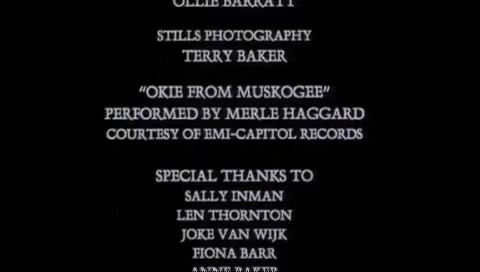 OLLIE BARRATT
STILLS PHOTOGRAPHY
TERRY BAKER
“OKIE FROM MUSKOGEE”
PERFORMED BY MERLE HAGGARD
COURTESY OF EMI-CAPITOL RECORDS
SPECIAL THANKS TO
SALLY INMAN
LEN THORNTON
JOKE VAN WIJK
FIONA BARR
BAKER